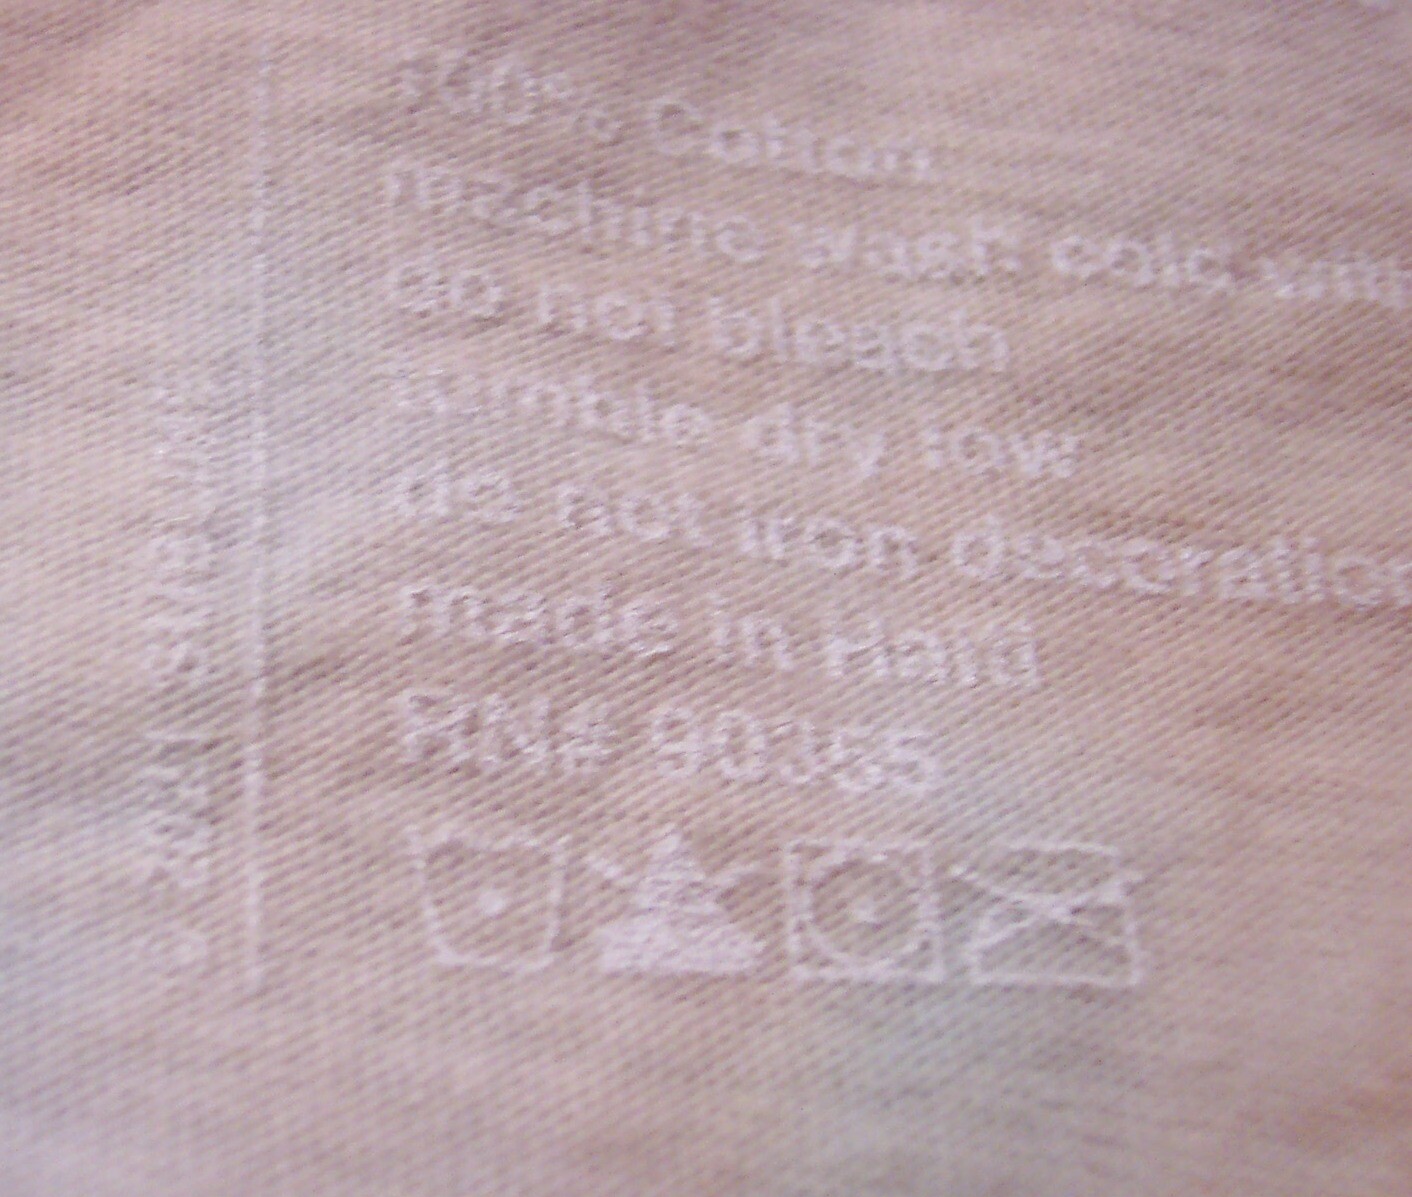 100% Cotton
machine wash cold with
do not bleach
tumble dry low
do not iron decoration
made in Haiti
RN# 90355